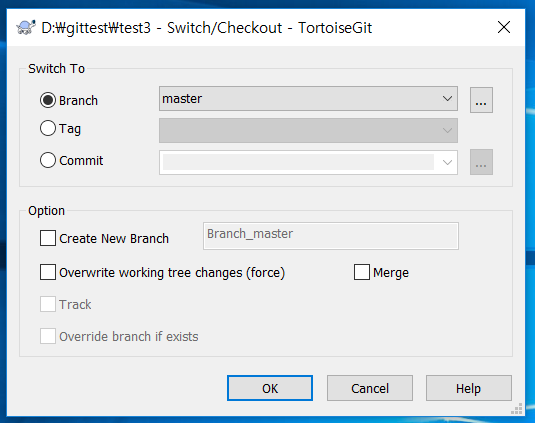 D:₩gittest₩test3 - Switch/Checkout - TortoiseGit
Switch To
Branch
master
...
Tag
Commit
...
Option
Create New Branch
Branch_master
Overwrite working tree changes (force)
Merge
Track
Override branch if exists
OK
Cancel
Help